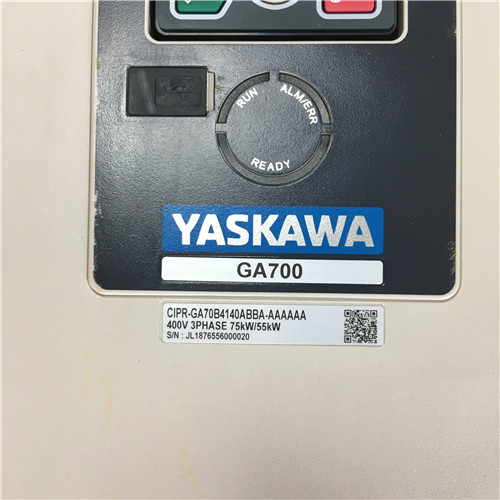 RUN
ALM/ERR
READY
YASKAWA
GA700
CIPR-GA70B4140ABBA-AAAAAA
400V 3PHASE 75kW/55kW
S/N : JL1876556000020